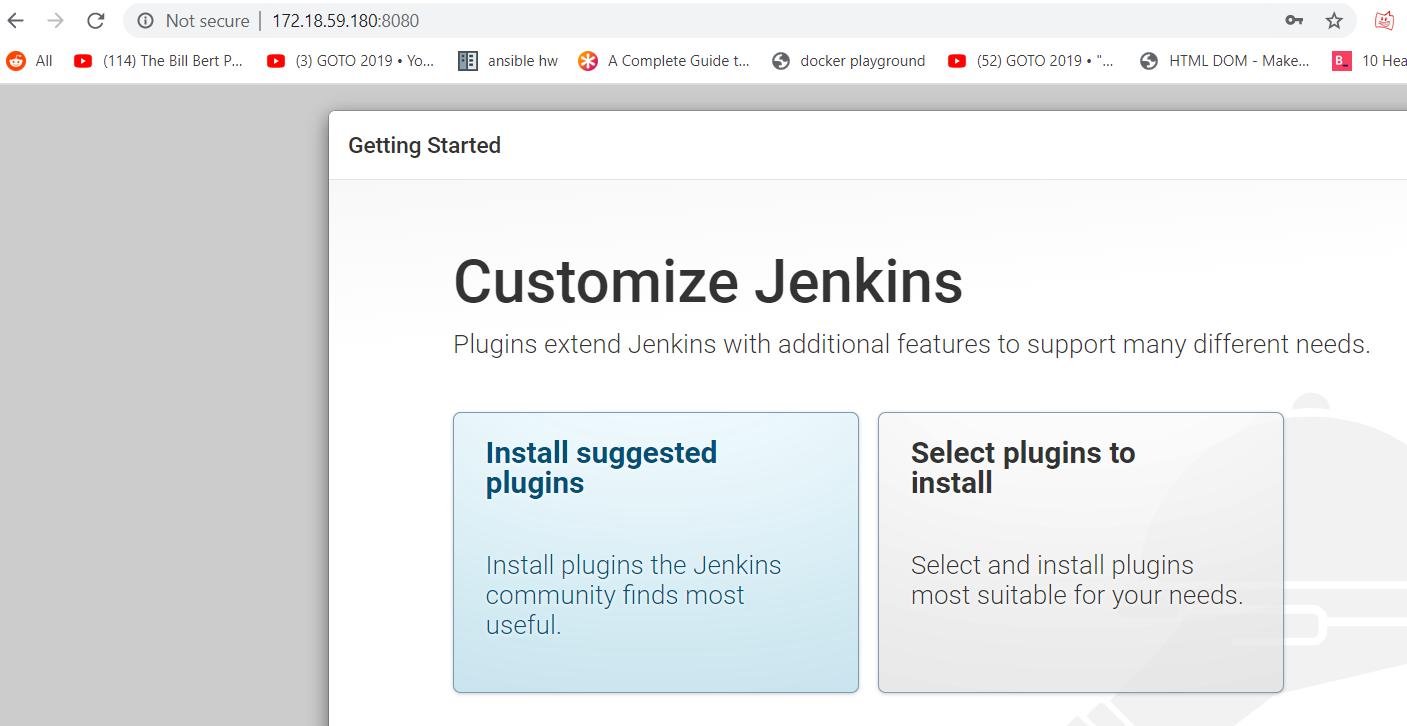 Not secure | 172.18.59.180:8080
All (114) The Bill Bert P... (3) GOTO 2019 • Yo... ansible hw A Complete Guide t... docker playground (52) GOTO 2019 • "... HTML DOM - Make... B_ 10 Hea
Getting Started
Customize Jenkins
Plugins extend Jenkins with additional features to support many different needs.
Install suggested
plugins
Install plugins the Jenkins
community finds most
useful.
Select plugins to
install
Select and install plugins
most suitable for your needs.